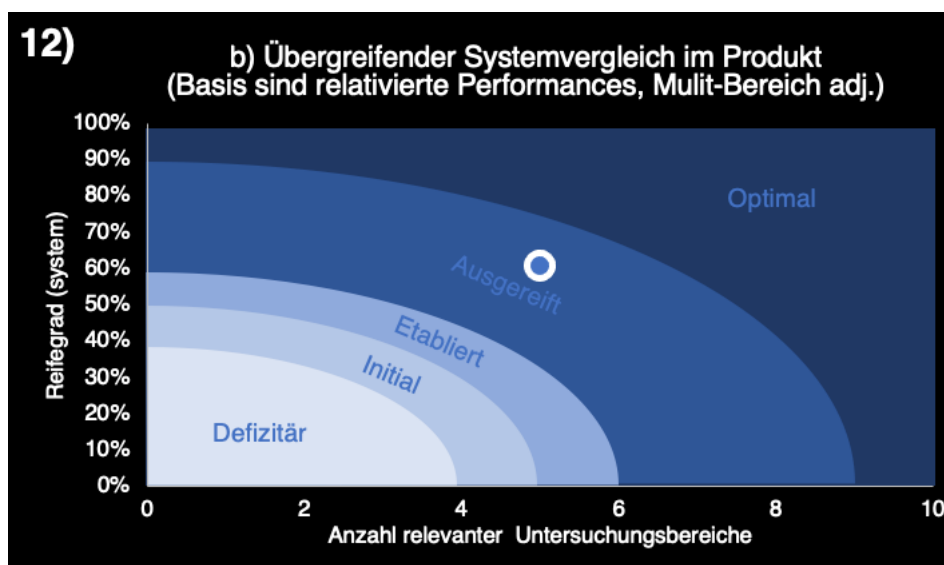 12)
b) Übergreifender Systemvergleich im Produkt
(Basis sind relativierte Performances, Mulit-Bereich adj.)
100%
90%
80%
70%
60%
50%
40%
30%
20%
10%
0%
Reifegrad (system)
Optimal
Ausgereift
Etabliert
Initial
Defizitär
0
2
4
6
8
10
Anzahl relevanter Untersuchungsbereiche